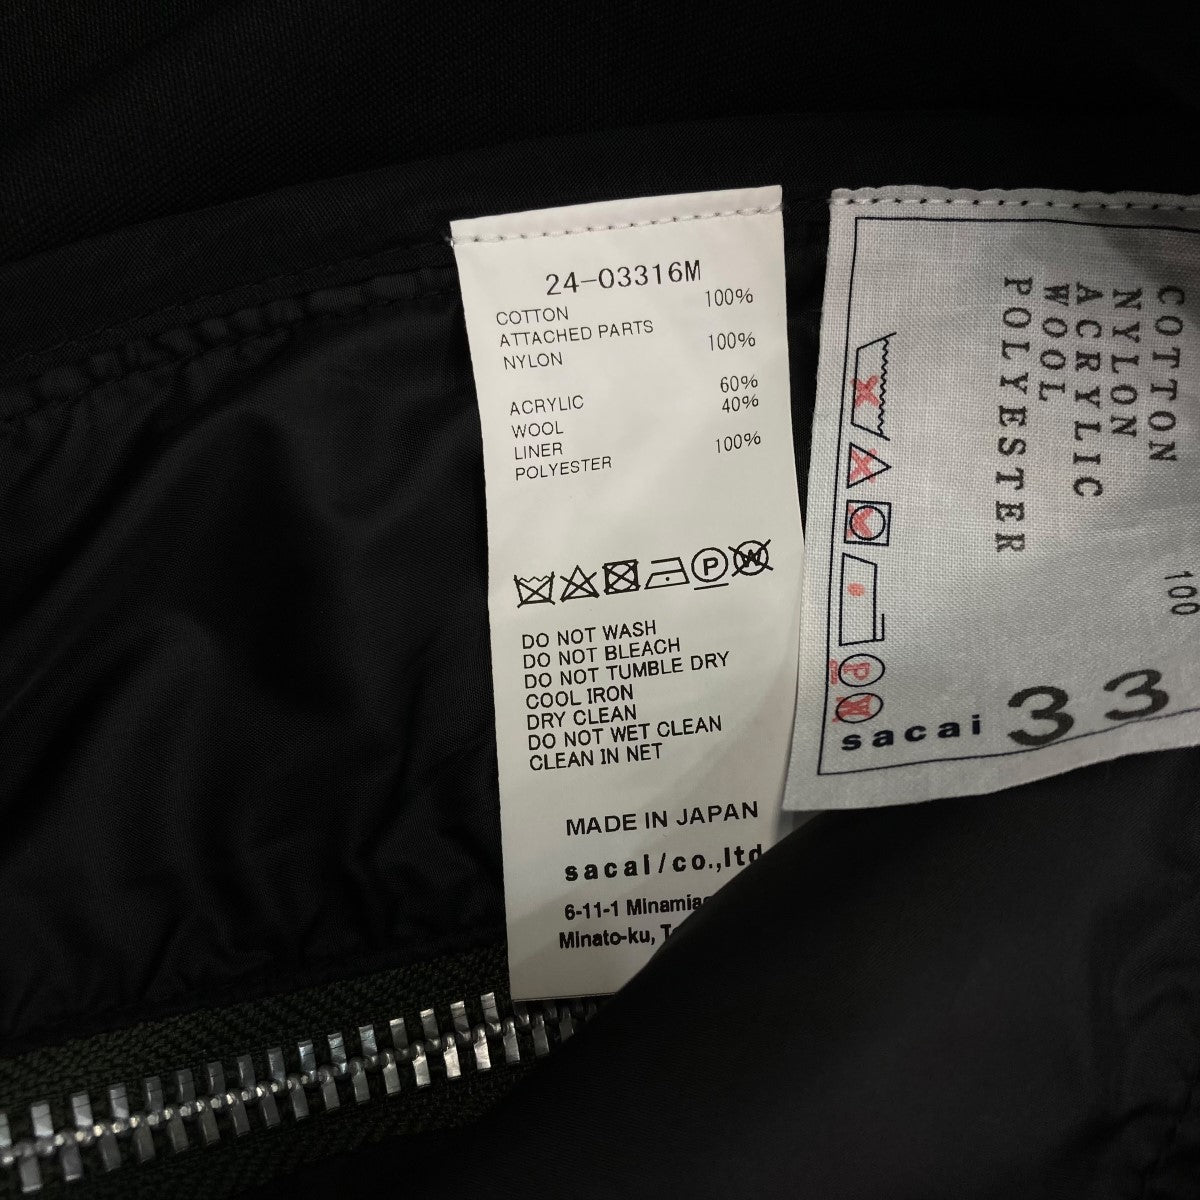 24-03316M
COTTON 100%
ATTACHED PARTS
NYLON 100%
ACRYLIC 60%
WOOL 40%
LINER
POLYESTER 100%
P W
DO NOT WASH
DO NOT BLEACH
DO NOT TUMBLE DRY
COOL IRON
DRY CLEAN
DO NOT WET CLEAN
CLEAN IN NET
MADE IN JAPAN
sacai/co.,ltd
6-11-1
Minato-ku,
COTTON 100
NYLON
ACRYLIC
WOOL
POLYESTER
P
W
sacai 33